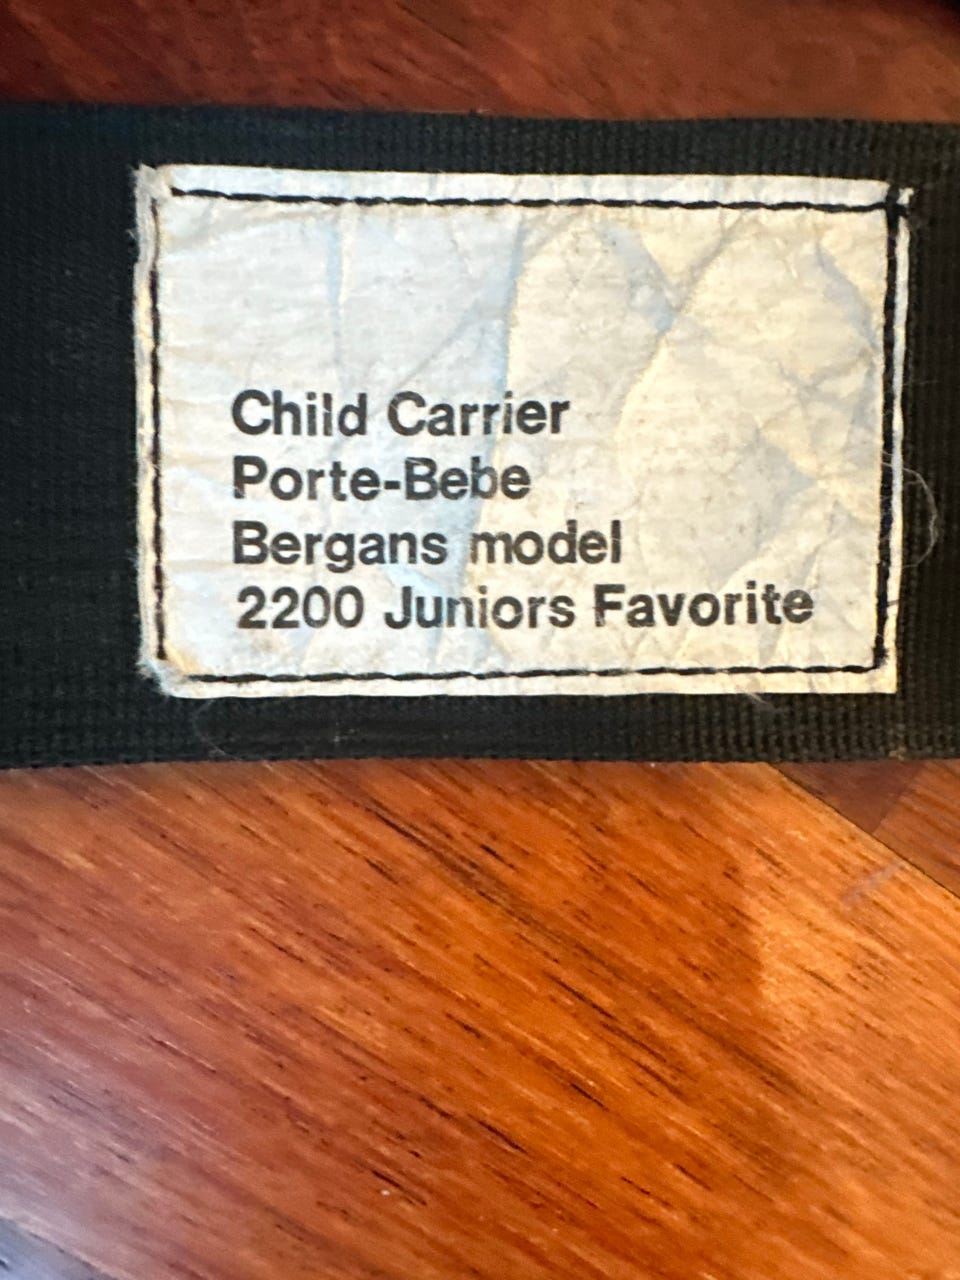 Child Carrier
Porte-Bebe
Bergans model
2200 Juniors Favorite